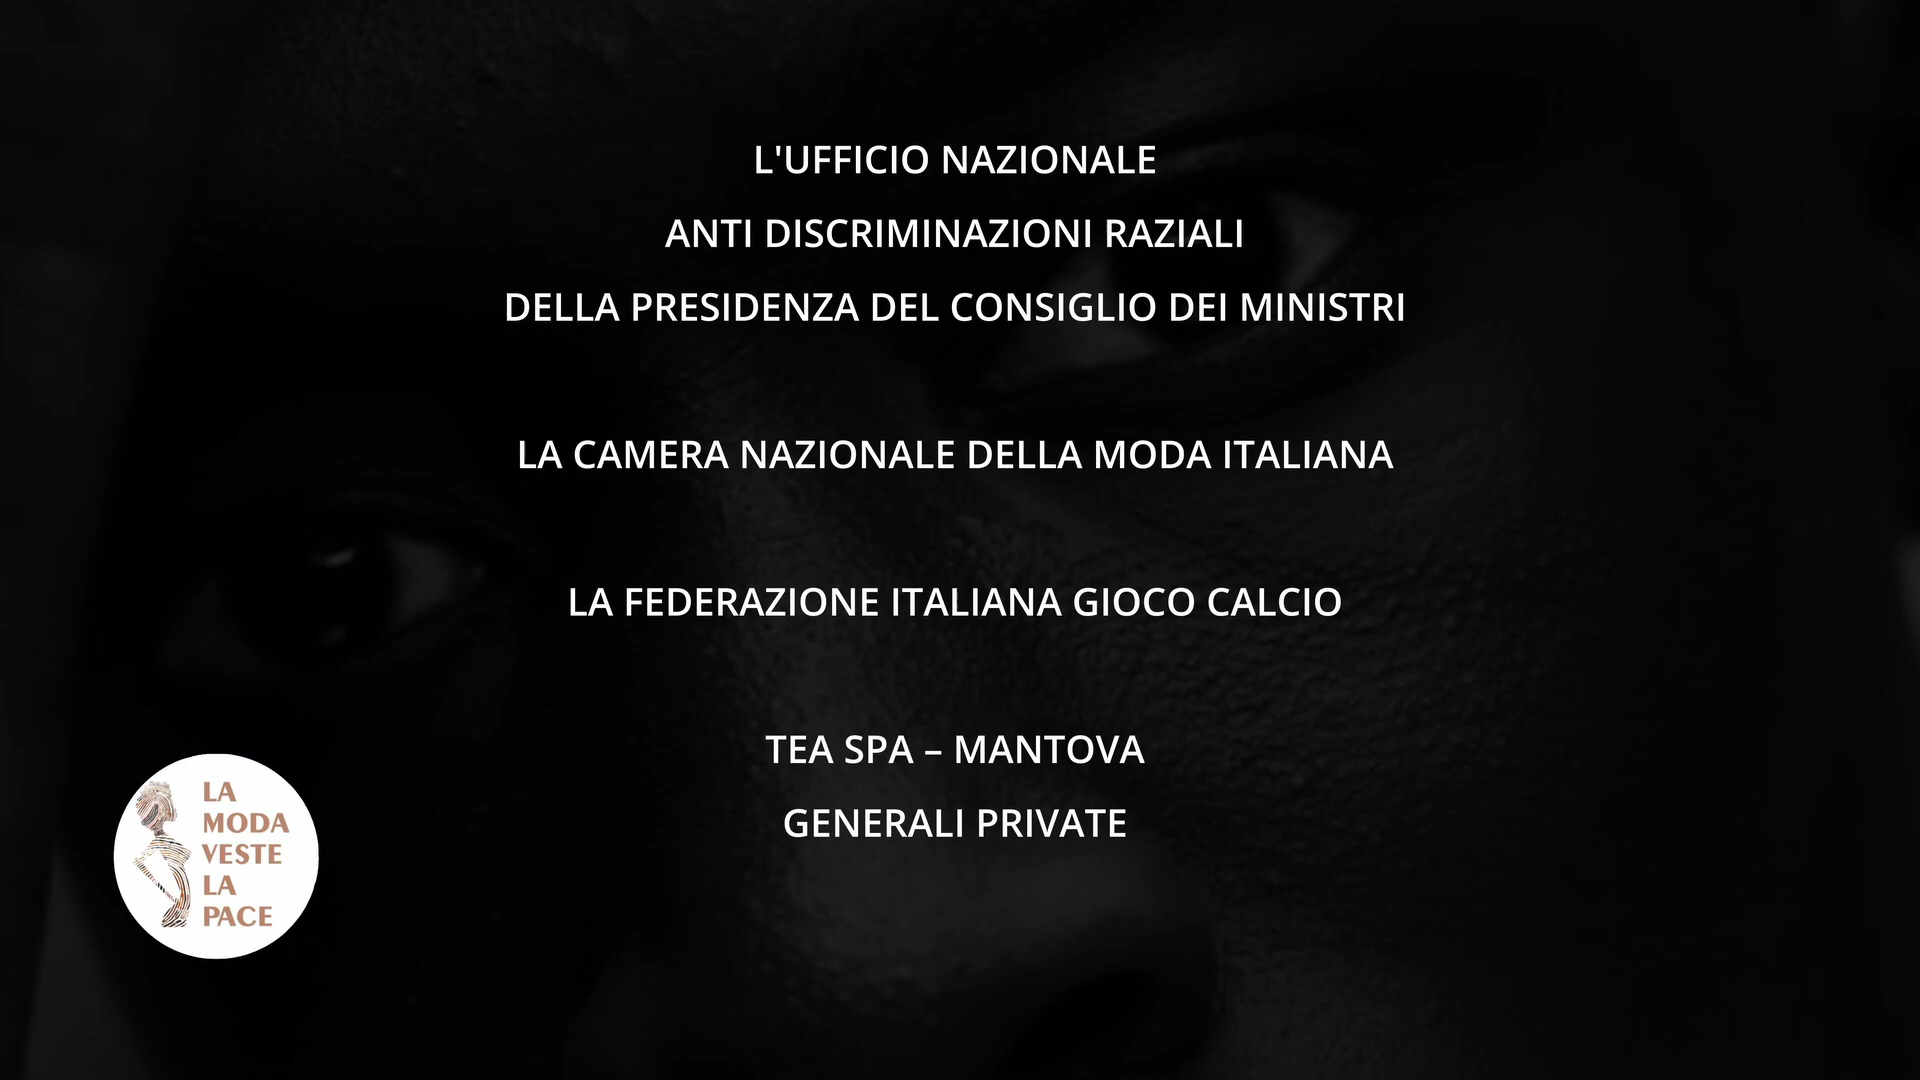 L'UFFICIO NAZIONALE
ANTI DISCRIMINAZIONI RAZIALI
DELLA PRESIDENZA DEL CONSIGLIO DEI MINISTRI
LA CAMERA NAZIONALE DELLA MODA ITALIANA
LA FEDERAZIONE ITALIANA GIOCO CALCIO
TEA SPA – MANTOVA
GENERALI PRIVATE
LA
MODA
VESTE
LA
PACE